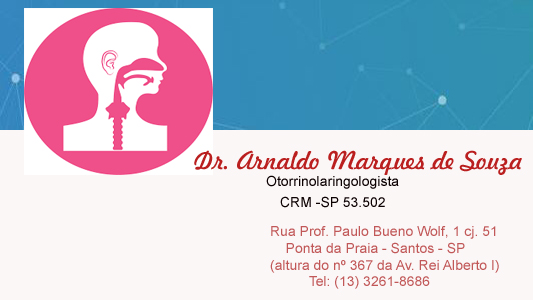 Dr. Arnaldo Marques de Souza
Otorrinolaringologista
CRM -SP 53.502
Rua Prof. Paulo Bueno Wolf, 1 cj. 51
Ponta da Praia - Santos - SP
(altura do nº 367 da Av. Rei Alberto I)
Tel: (13) 3261-8686